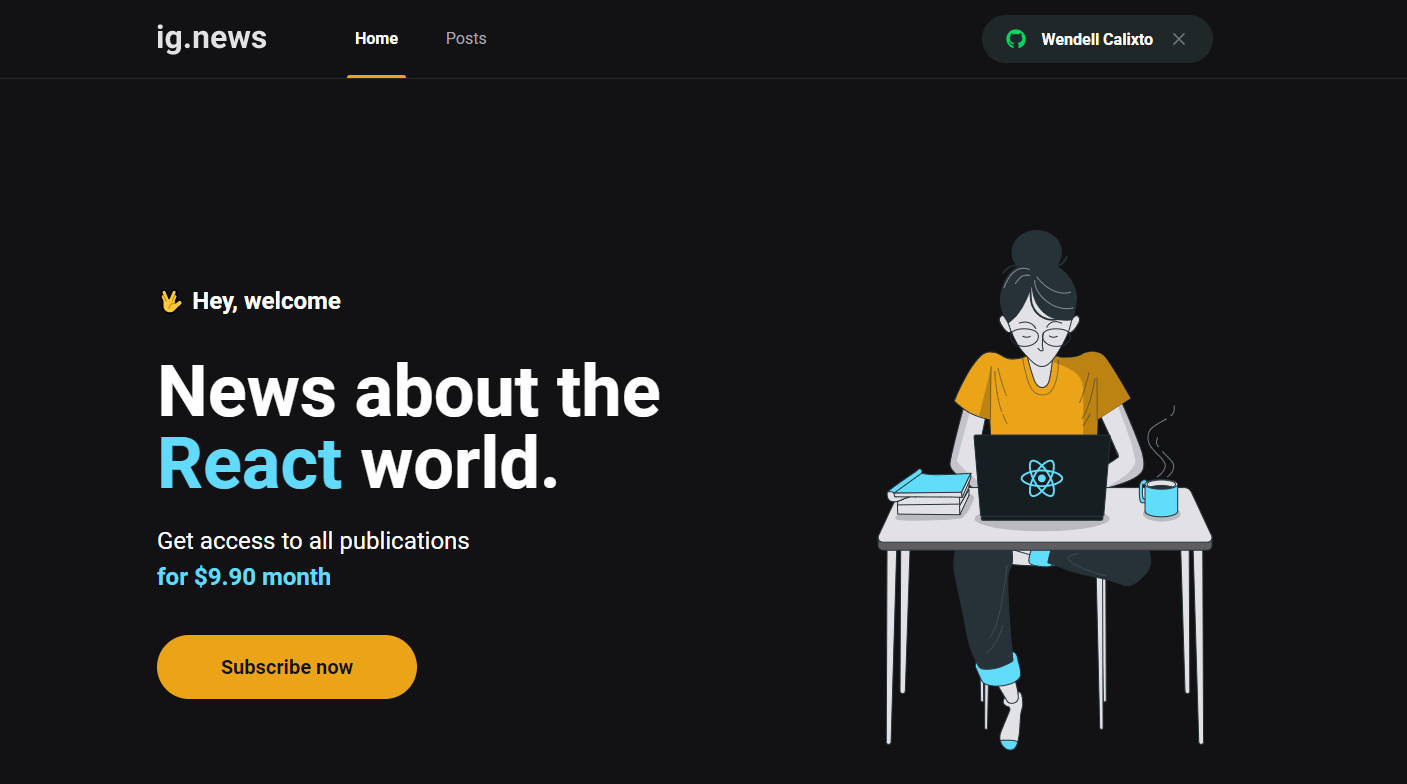 ig.news
Home
Posts
Wendell Calixto
🖖 Hey, welcome
News about the
React world.
Get access to all publications
for $9.90 month
Subscribe now